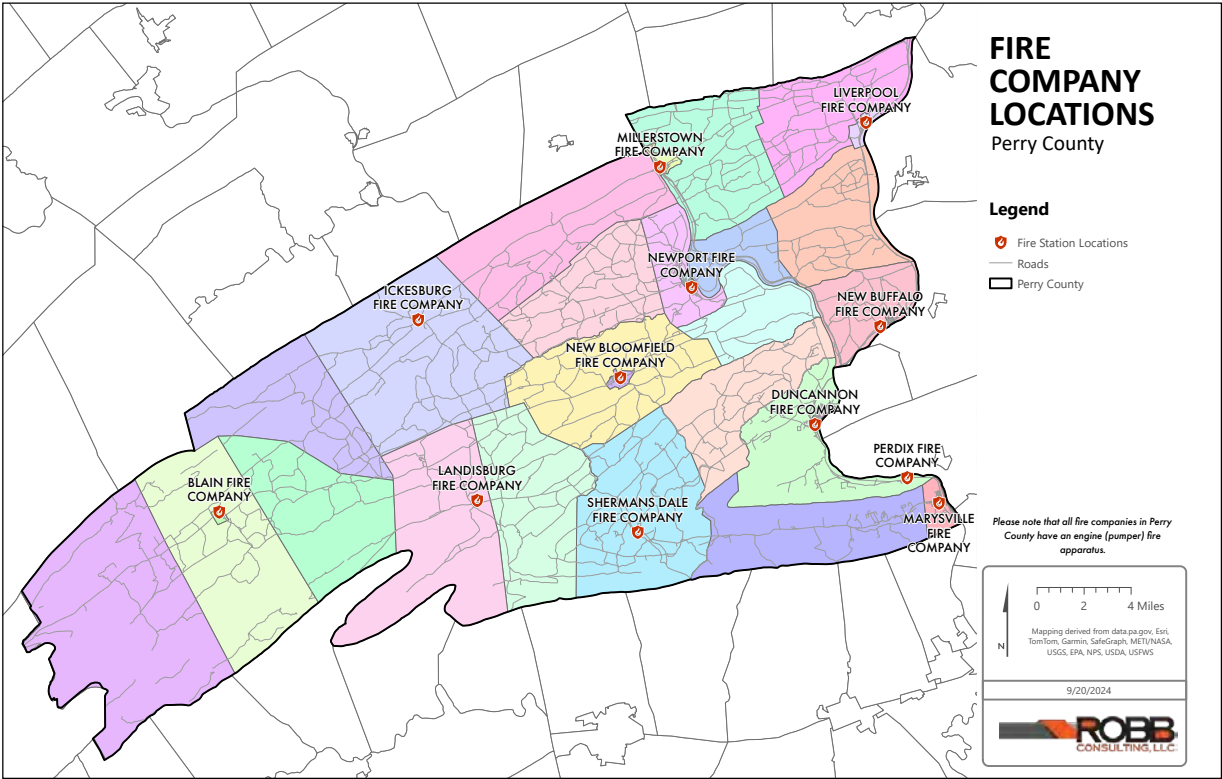 FIRE
COMPANY
LOCATIONS
Perry County
Legend
Fire Station Locations
Roads
Perry County
LIVERPOOL
FIRE COMPANY
MILLERSTOWN
FIRE COMPANY
NEWPORT FIRE
COMPANY
ICKESBURG
FIRE COMPANY
NEW BUFFALO
FIRE COMPANY
NEW BLOOMFIELD
FIRE COMPANY
DUNCANNON
FIRE COMPANY
PERDIX FIRE
COMPANY
LANDISBURG
FIRE COMPANY
BLAIN FIRE
COMPANY
SHERMANS DALE
FIRE COMPANY
MARYSVILLE
FIRE
COMPANY
Please note that all fire companies in Perry
County have an engine (pumper) fire
apparatus.
0 2 4 Miles
N
Mapping derived from data.pa.gov, Esri,
TomTom, Garmin, SafeGraph, METI/NASA,
USGS, EPA, NPS, USDA, USFWS
9/20/2024
ROBB
CONSULTING, LLC